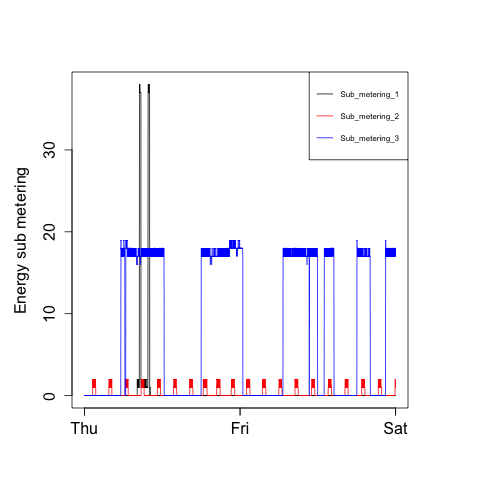 Sub_metering_1
Sub_metering_2
Sub_metering_3
Energy sub metering
30
20
10
0
Thu Fri Sat